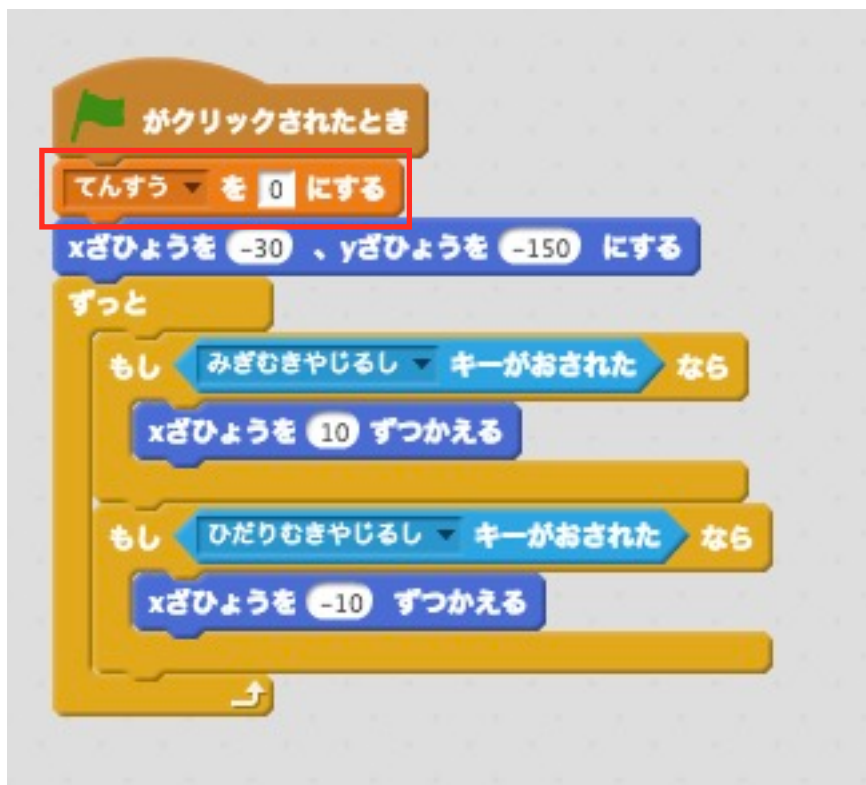 がクリックされたとき
てんすう を 0 にする
xざひょうを -30 、yざひょうを -150 にする
ずっと
もし みぎむきやじるし キーがおされた なら
xざひょうを 10 ずつかえる
もし ひだりむきやじるし キーがおされた なら
xざひょうを -10 ずつかえる